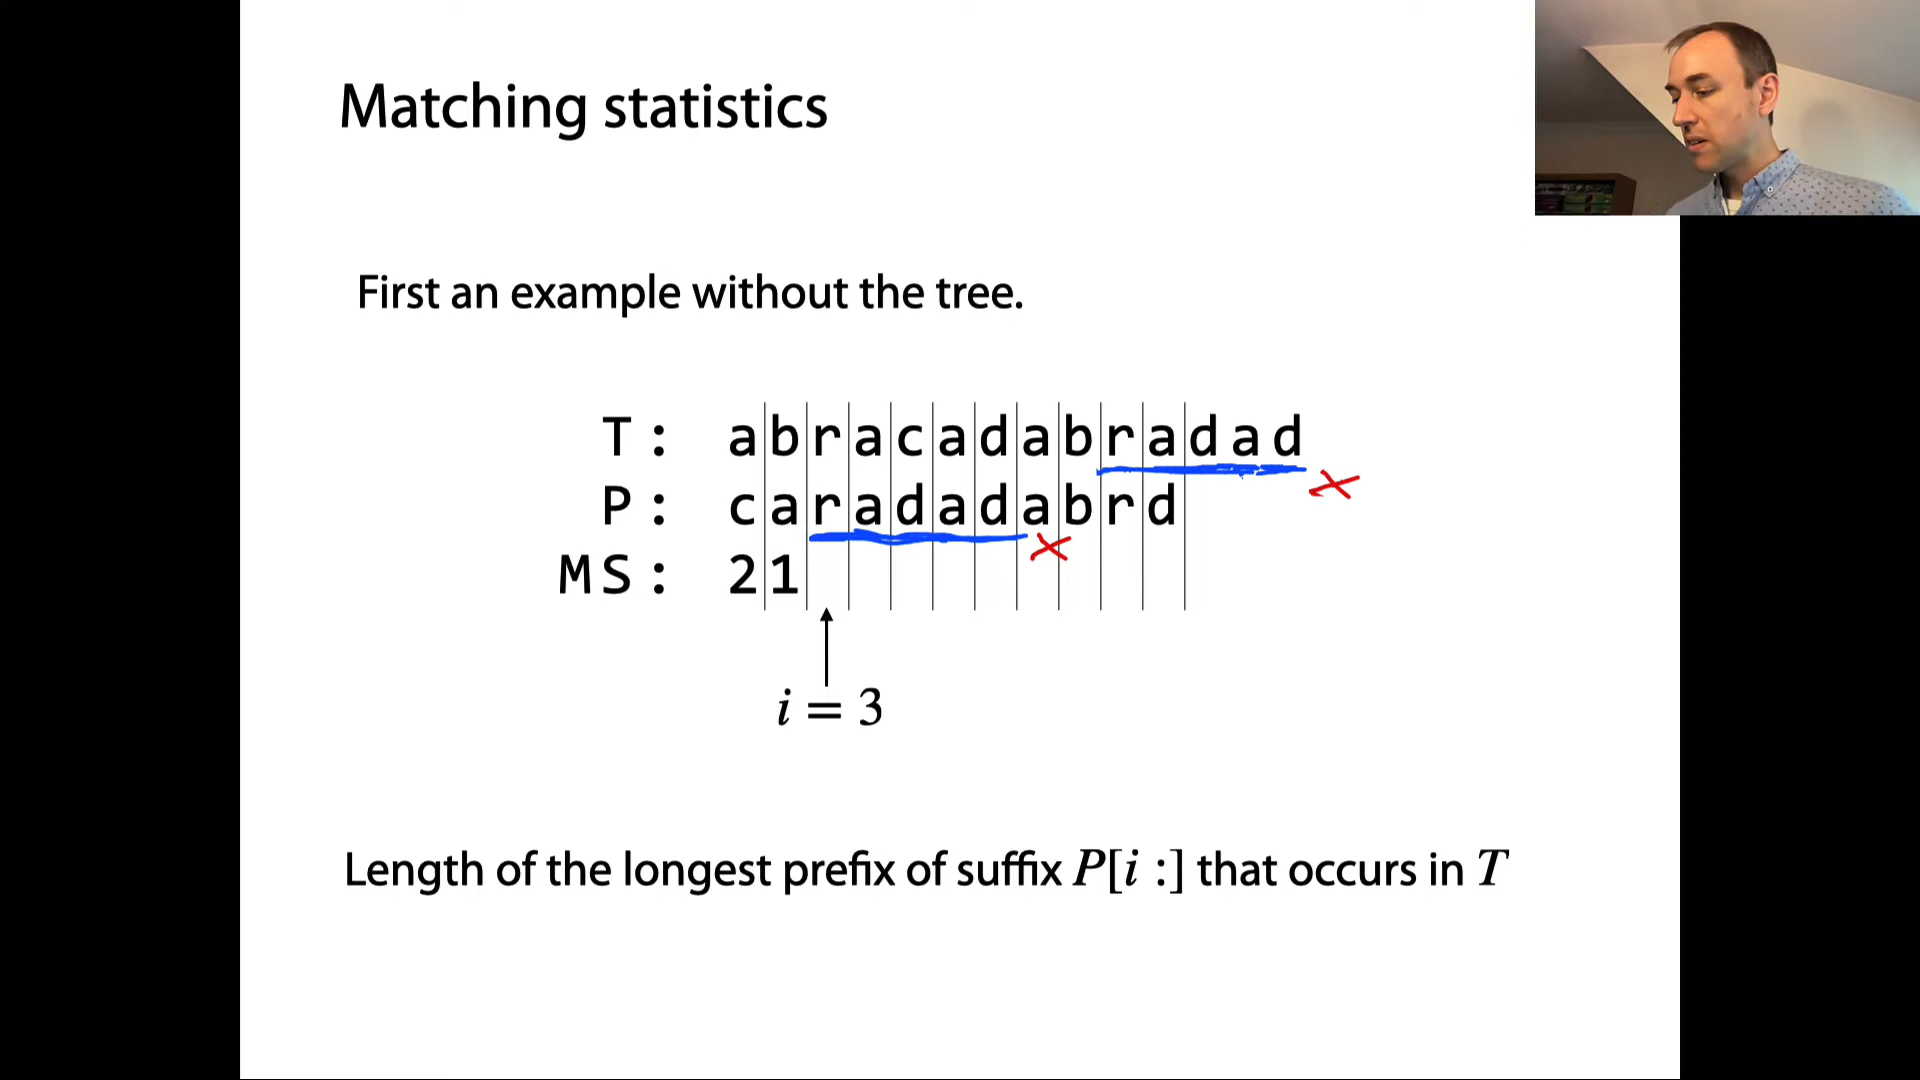 Matching statistics
First an example without the tree.
T: abracadabradad
P: caradadabrd
MS: 21
i = 3
Length of the longest prefix of suffix P[i :] that occurs in T